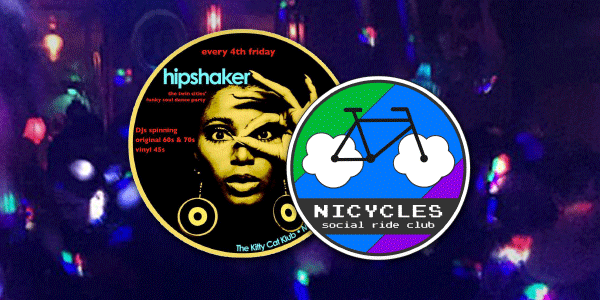 every 4th friday
hipshaker
the twin cities'
funky soul dance party
DJs spinning
original 60s & 70s
vinyl 45s
The Kitty Cat Klub •
NICYCLES
social ride club